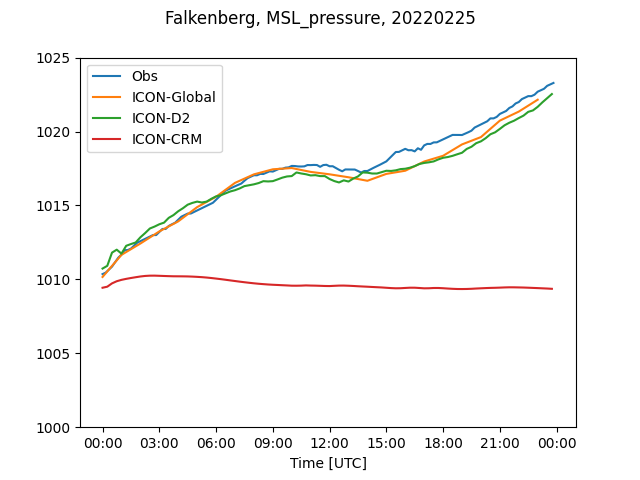 Falkenberg, MSL_pressure, 20220225
1025
1020
1015
1010
1005
1000
Obs
ICON-Global
ICON-D2
ICON-CRM
00:00 03:00 06:00 09:00 12:00 15:00 18:00 21:00 00:00
Time [UTC]